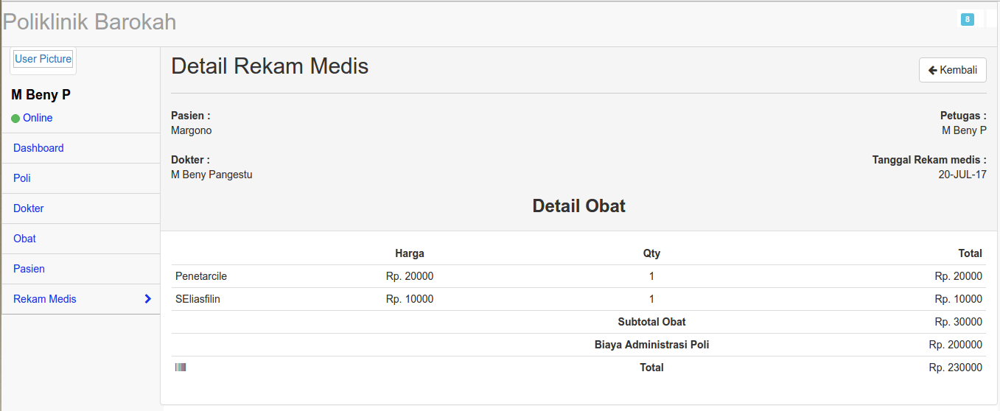 Poliklinik Barokah
8
User Picture
M Beny P
Online
Dashboard
Poli
Dokter
Obat
Pasien
Rekam Medis
Detail Rekam Medis
Kembali
Pasien :
Margono
Petugas :
M Beny P
Dokter :
M Beny Pangestu
Tanggal Rekam medis :
20-JUL-17
Detail Obat
Harga Qty Total
Penetarcile Rp. 20000 1 Rp. 20000
SEliasfilin Rp. 10000 1 Rp. 10000
Subtotal Obat Rp. 30000
Biaya Administrasi Poli Rp. 200000
Total Rp. 230000